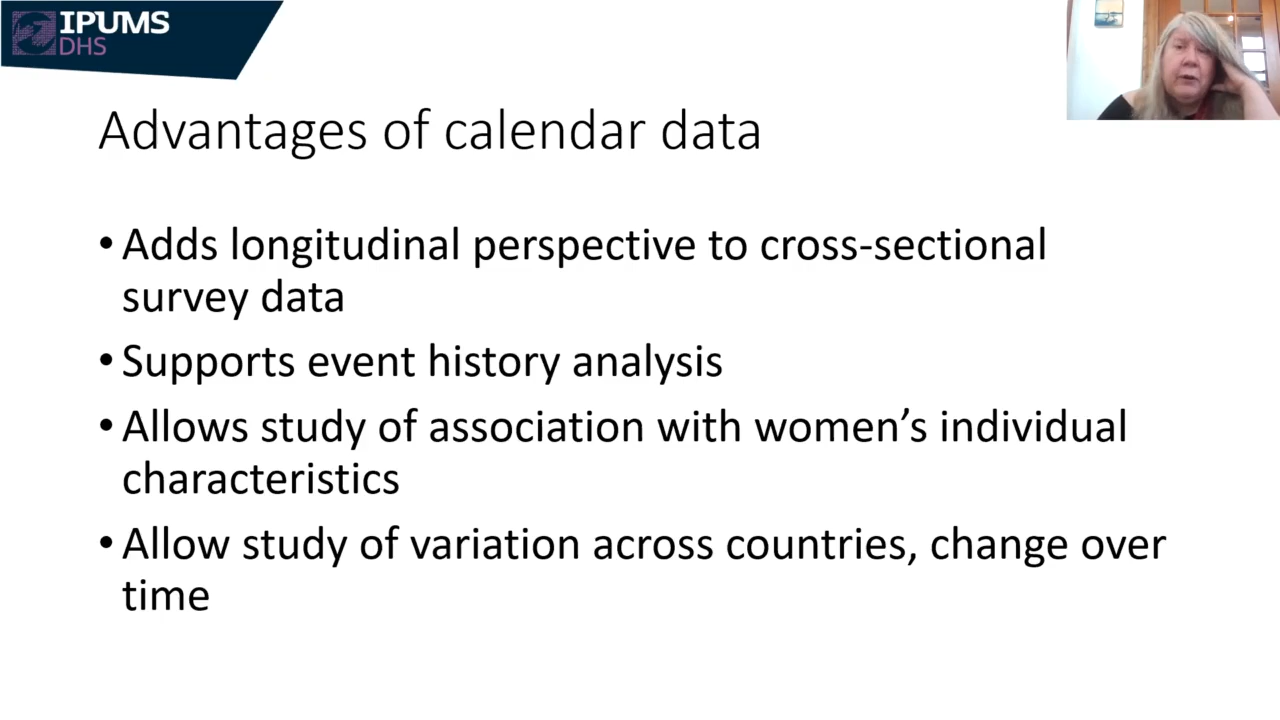 IPUMS
DHS
Advantages of calendar data
• Adds longitudinal perspective to cross-sectional
survey data
• Supports event history analysis
• Allows study of association with women’s individual
characteristics
• Allow study of variation across countries, change over
time